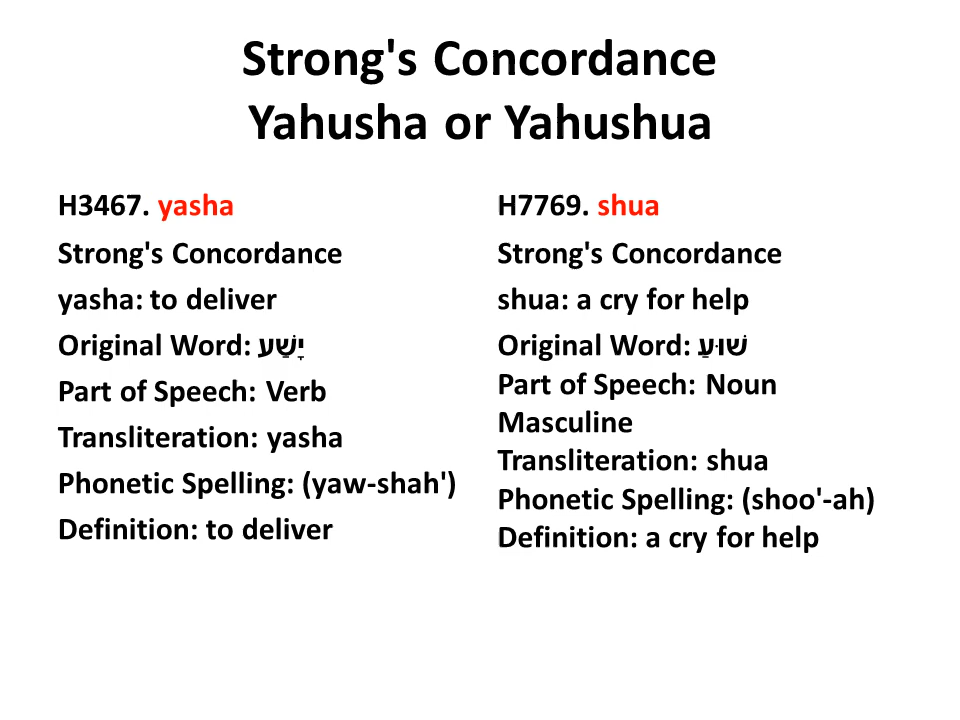 Strong's Concordance
Yahusha or Yahushua
H3467. yasha
Strong's Concordance
yasha: to deliver
Original Word: יָשַׁע
Part of Speech: Verb
Transliteration: yasha
Phonetic Spelling: (yaw-shah')
Definition: to deliver
H7769. shua
Strong's Concordance
shua: a cry for help
Original Word: שׁוּעַ
Part of Speech: Noun
Masculine
Transliteration: shua
Phonetic Spelling: (shoo'-ah)
Definition: a cry for help